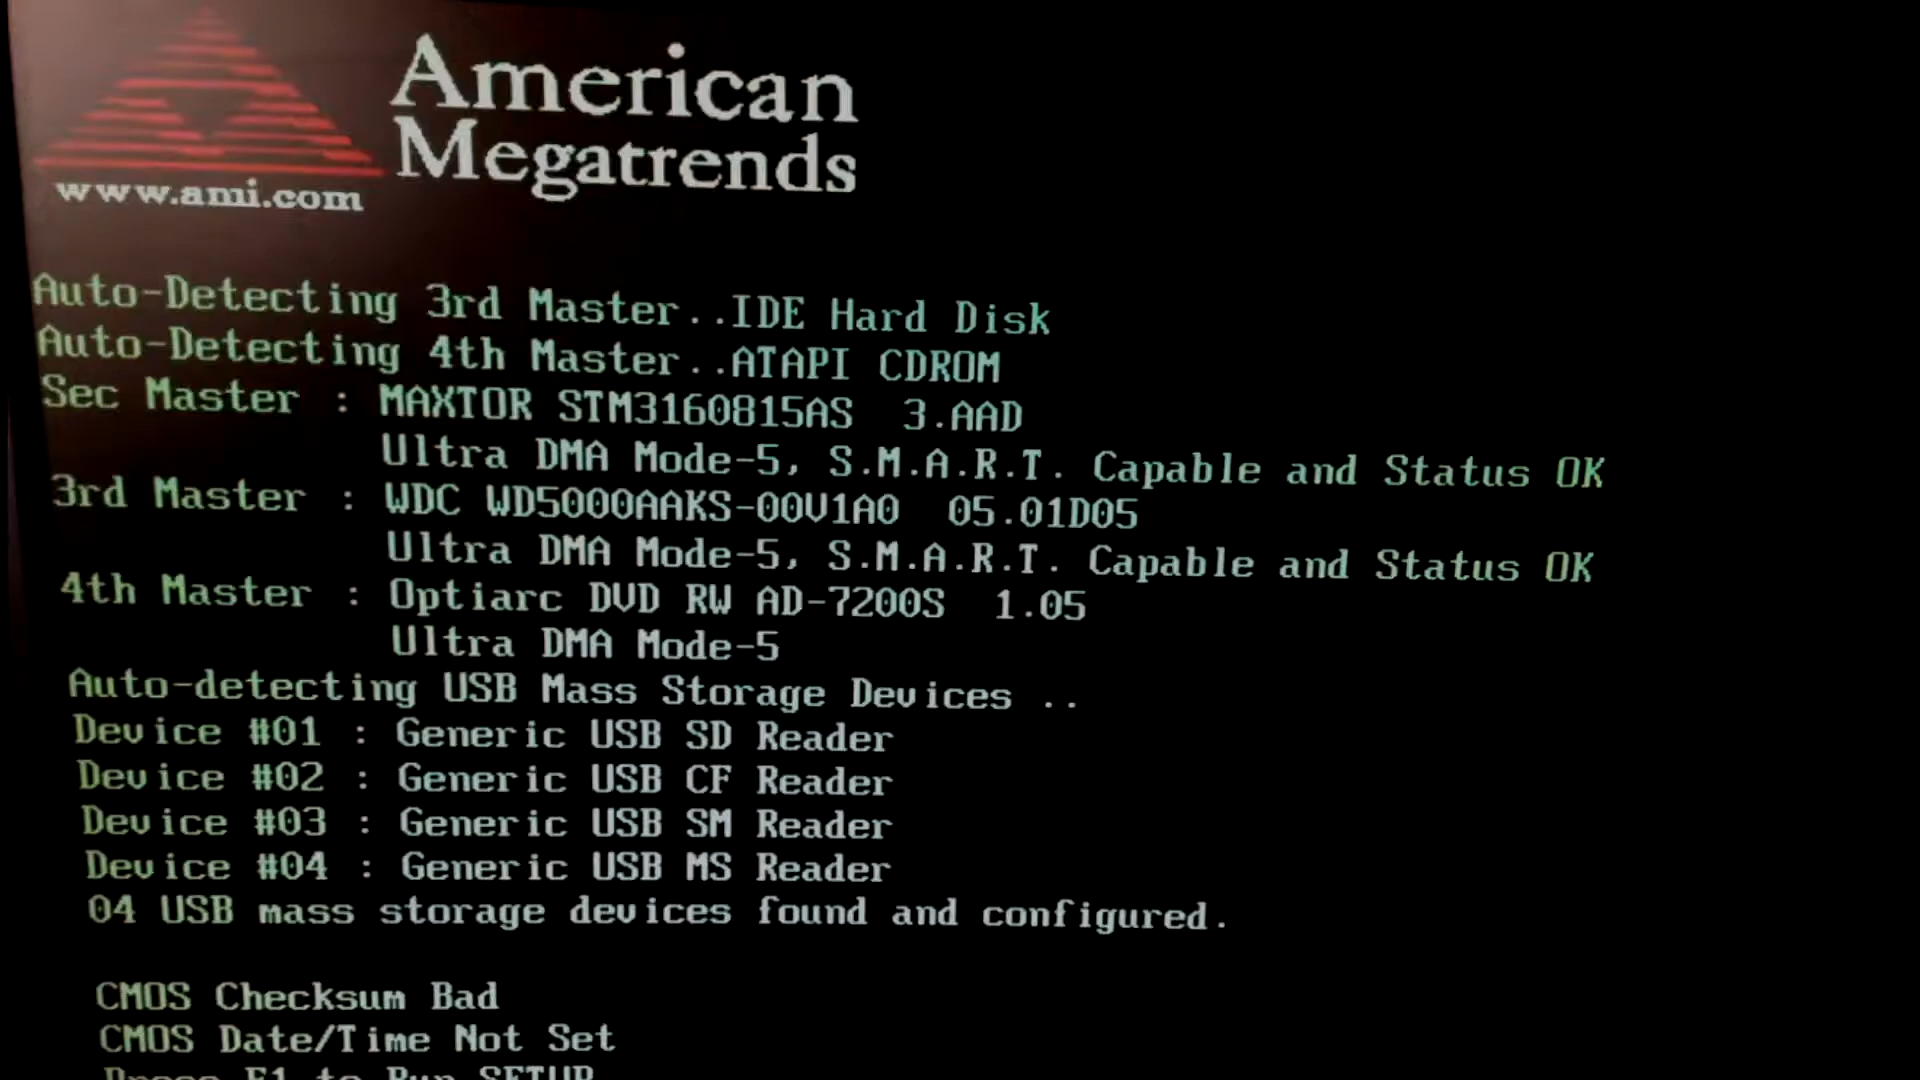 American
Megatrends
www.ami.com
Auto-Detecting 3rd Master..IDE Hard Disk
Auto-Detecting 4th Master..ATAPI CDROM
Sec Master : MAXTOR STM3160815AS 3.AAD
Ultra DMA Mode-5, S.M.A.R.T. Capable and Status OK
3rd Master : WDC WD5000AAKS-00V1A0 05.01D05
Ultra DMA Mode-5, S.M.A.R.T. Capable and Status OK
4th Master : Optiarc DVD RW AD-7200S 1.05
Ultra DMA Mode-5
Auto-detecting USB Mass Storage Devices ..
Device #01 : Generic USB SD Reader
Device #02 : Generic USB CF Reader
Device #03 : Generic USB SM Reader
Device #04 : Generic USB MS Reader
04 USB mass storage devices found and configured.
CMOS Checksum Bad
CMOS Date/Time Not Set
Press F1 to Run SETUP